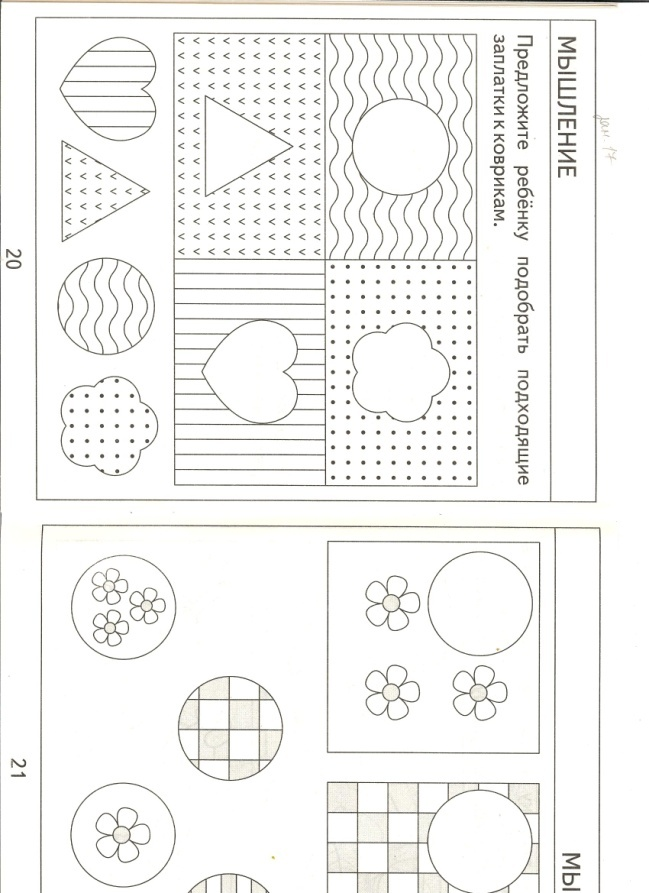 МЫШЛЕНИЕ
Предложите ребёнку подобрать подходящие
заплатки к коврикам.
20
МЫ
21